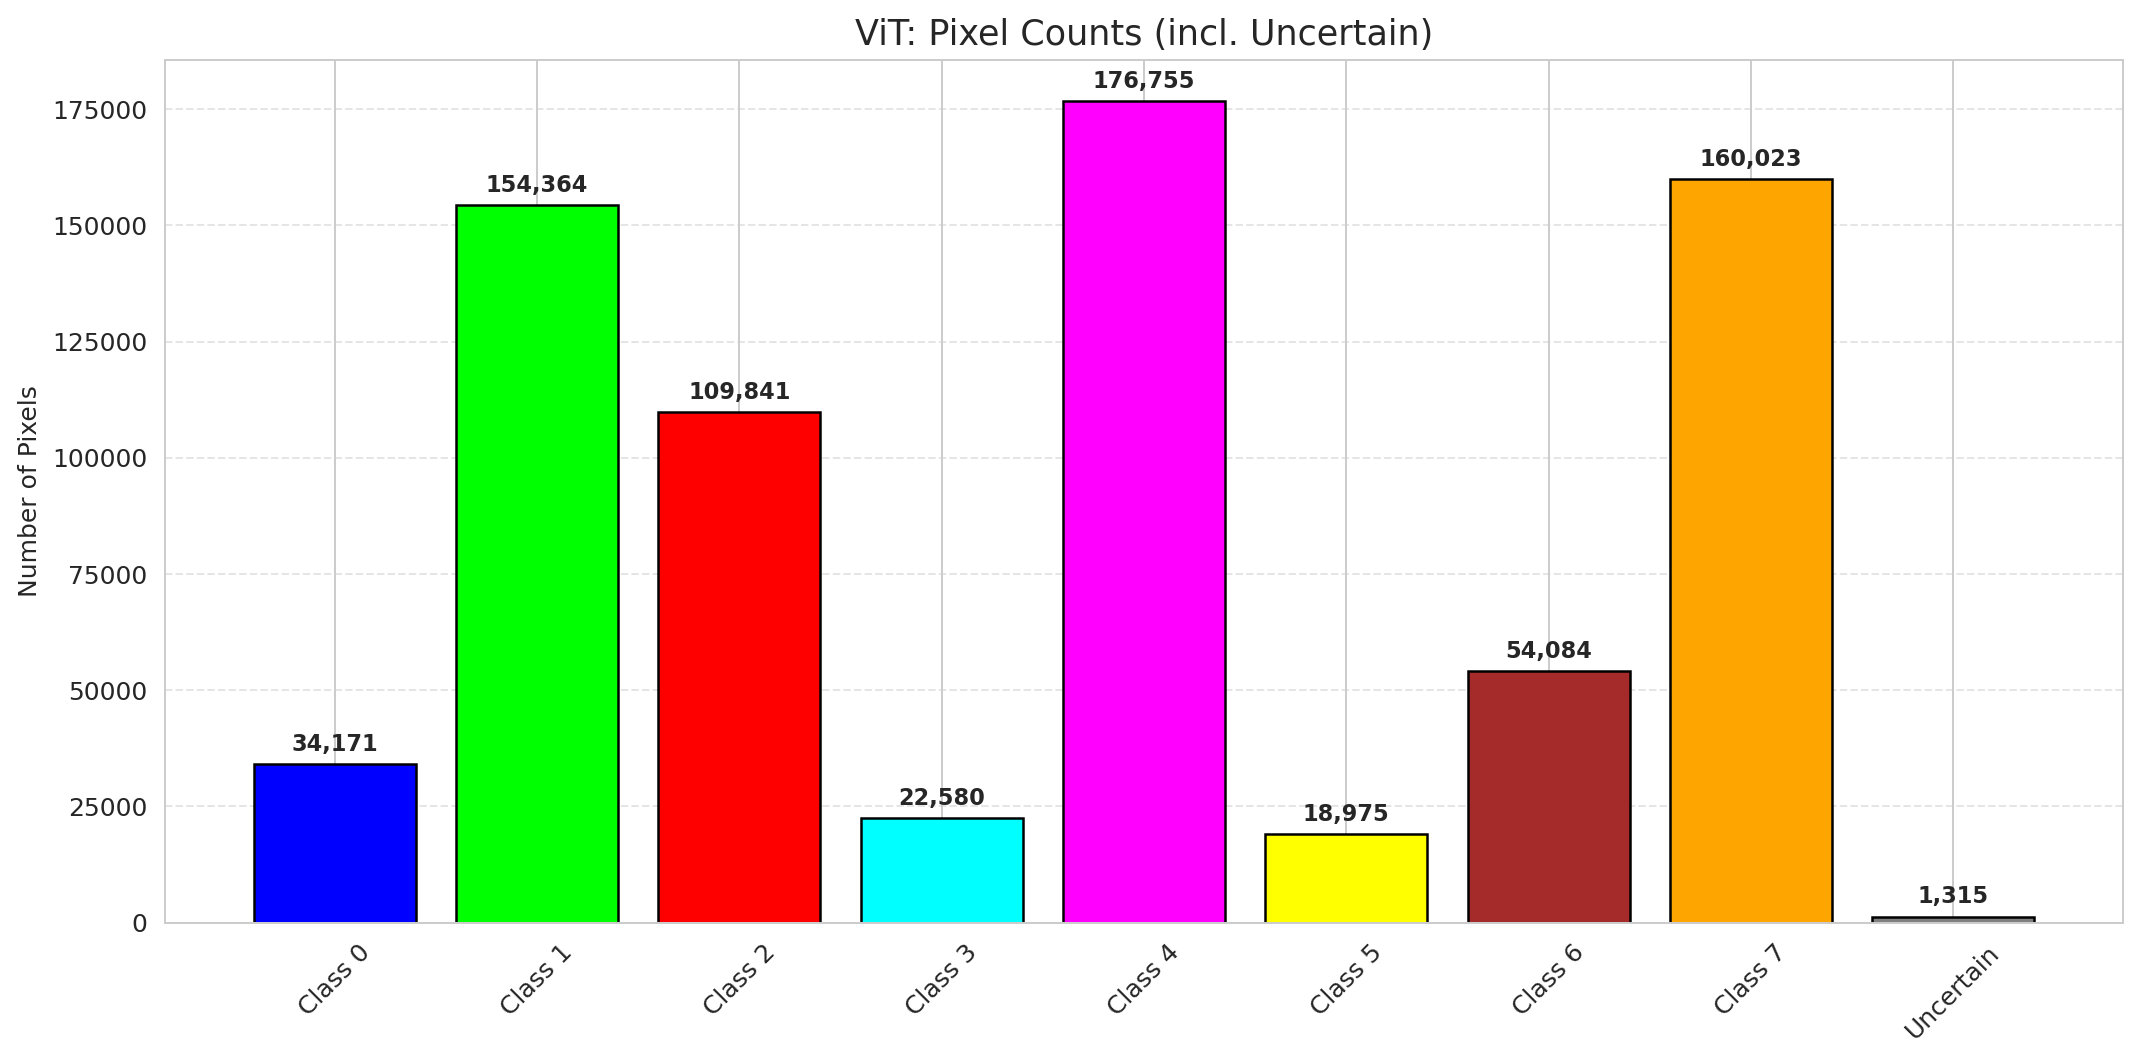 ViT: Pixel Counts (incl. Uncertain)
Number of Pixels
175000
150000
125000
100000
75000
50000
25000
0
34,171
154,364
109,841
22,580
176,755
18,975
54,084
160,023
1,315
Class 0
Class 1
Class 2
Class 3
Class 4
Class 5
Class 6
Class 7
Uncertain